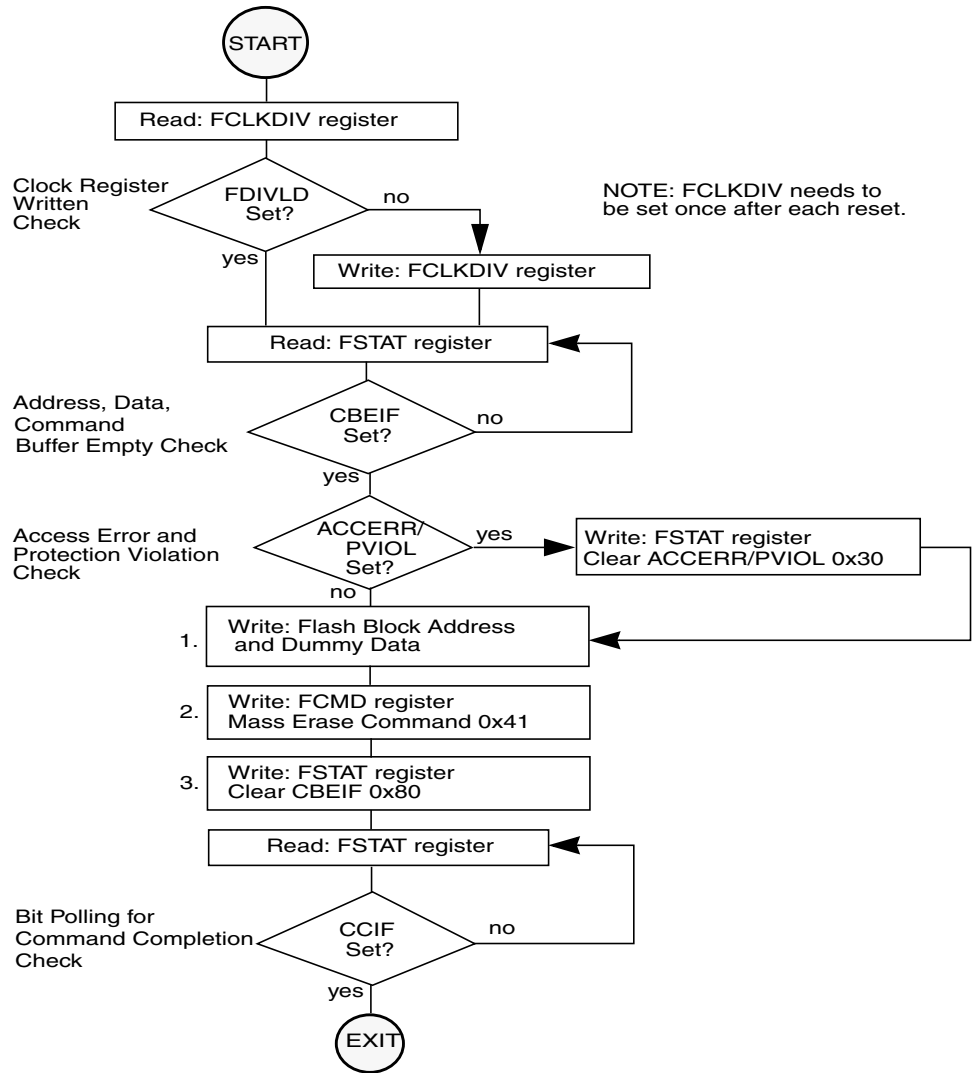 START
Read: FCLKDIV register
Clock Register
Written
Check
FDIVLD
Set?
no
yes
NOTE: FCLKDIV needs to
be set once after each reset.
Write: FCLKDIV register
Read: FSTAT register
Address, Data,
Command
Buffer Empty Check
CBEIF
Set?
no
yes
Access Error and
Protection Violation
Check
ACCERR/
PVIOL
Set?
yes
no
Write: FSTAT register
Clear ACCERR/PVIOL 0x30
1.
Write: Flash Block Address
and Dummy Data
2.
Write: FCMD register
Mass Erase Command 0x41
3.
Write: FSTAT register
Clear CBEIF 0x80
Read: FSTAT register
Bit Polling for
Command Completion
Check
CCIF
Set?
no
yes
EXIT